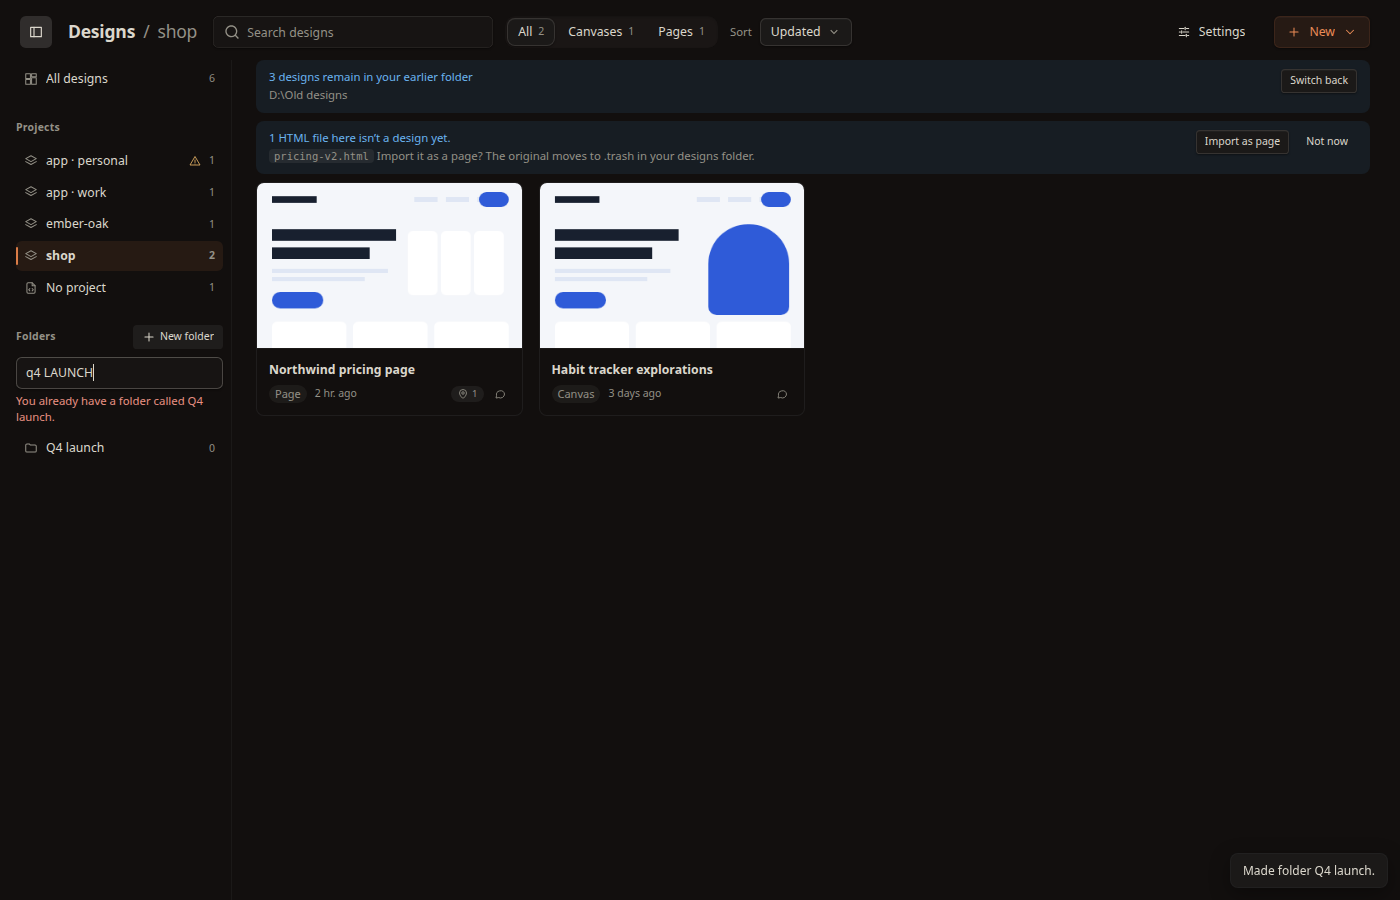 Designs / shop
Search designs
All 2
Canvases 1
Pages 1
Sort
Updated
Settings
New
All designs 6
Projects
app · personal 1
app · work 1
ember-oak 1
shop 2
No project 1
Folders
New folder
q4 LAUNCH
You already have a folder called Q4
launch.
Q4 launch 0
3 designs remain in your earlier folder
D:\Old designs
Switch back
1 HTML file here isn't a design yet.
pricing-v2.html Import it as a page? The original moves to .trash in your designs folder.
Import as page
Not now
Northwind pricing page
Page 2 hr. ago 1
Habit tracker explorations
Canvas 3 days ago
Made folder Q4 launch.